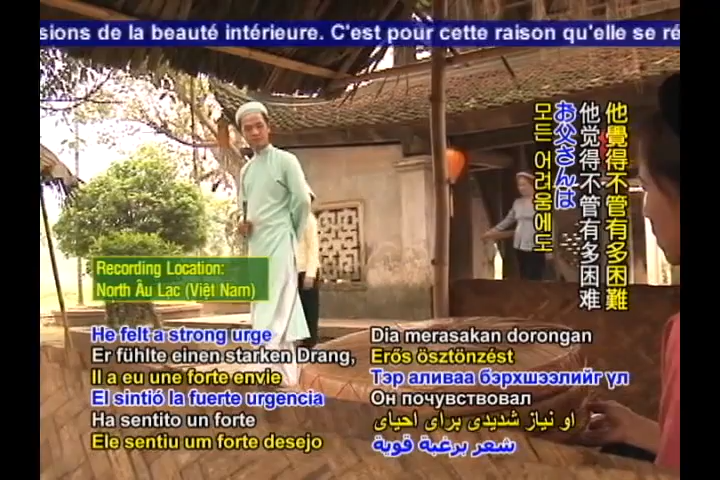 sions de la beauté intérieure. C'est pour cette raison qu'elle se ré
他覺得不管有多困難
他觉得不管有多困难
お父さんは
모든 어려움에도
Recording Location:
North Âu Lạc (Việt Nam)
He felt a strong urge
Er fühlte einen starken Drang,
Il a eu une forte envie
El sintió la fuerte urgencia
Ha sentito un forte
Ele sentiu um forte desejo
Dia merasakan dorongan
Erős ösztönzést
Тэр аливаа бэрхшээлийг үл
Он почувствовал
او نیاز شدیدی برای احیای
شعر برغبة قوية